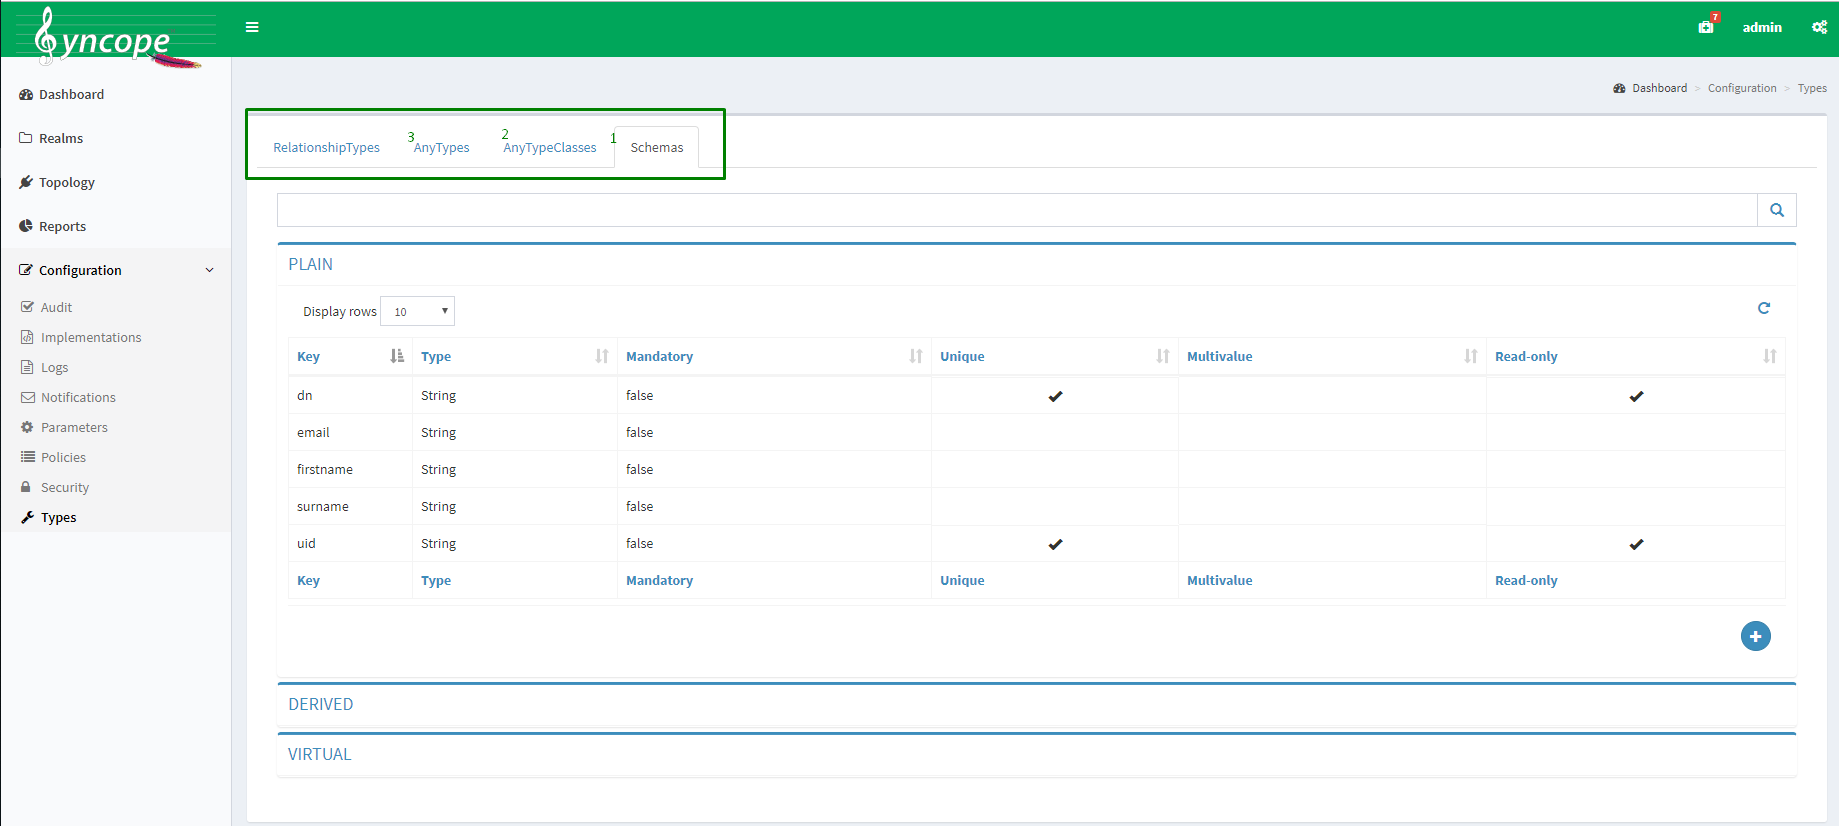 Syncope
7
admin
Dashboard
Realms
Topology
Reports
Configuration
Audit
Implementations
Logs
Notifications
Parameters
Policies
Security
Types
Dashboard > Configuration > Types
RelationshipTypes 3 AnyTypes 2 AnyTypeClasses 1 Schemas
PLAIN
Display rows 10
Key Type Mandatory Unique Multivalue Read-only
dn String false
email String false
firstname String false
surname String false
uid String false
Key Type Mandatory Unique Multivalue Read-only
DERIVED
VIRTUAL